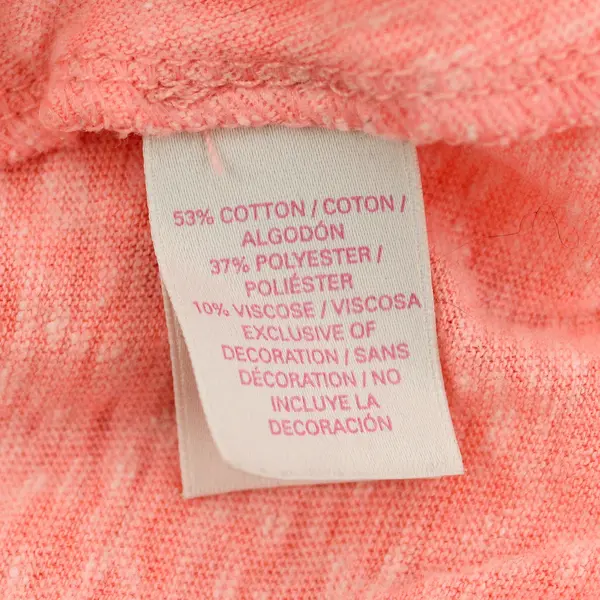 53% COTTON / COTON /
ALGODÓN
37% POLYESTER /
POLIÉSTER
10% VISCOSE / VISCOSA
EXCLUSIVE OF
DECORATION / SANS
DÉCORATION / NO
INCLUYE LA
DECORACIÓN